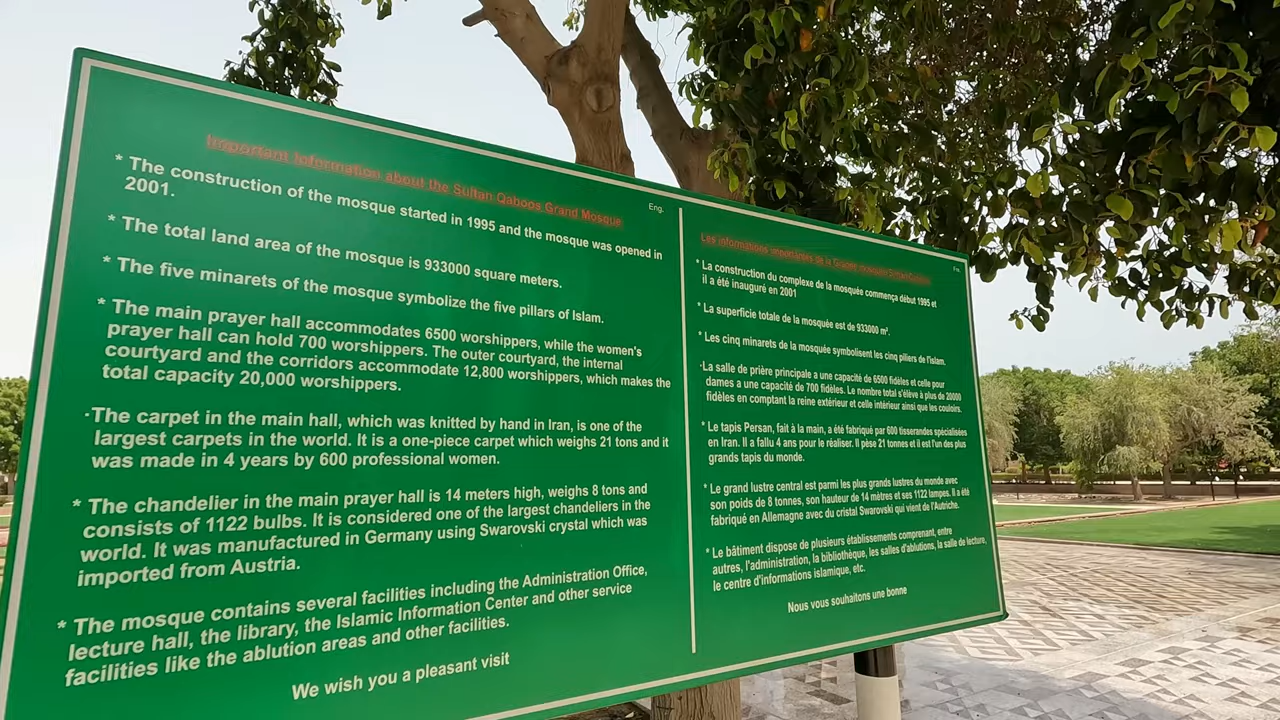 Important Information about the Sultan Qaboos Grand Mosque
Eng.
* The construction of the mosque started in 1995 and the mosque was opened in
2001.
* The total land area of the mosque is 933000 square meters.
* The five minarets of the mosque symbolize the five pillars of Islam.
* The main prayer hall accommodates 6500 worshippers, while the women's
prayer hall can hold 700 worshippers. The outer courtyard, the internal
courtyard and the corridors accommodate 12,800 worshippers, which makes the
total capacity 20,000 worshippers.
·The carpet in the main hall, which was knitted by hand in Iran, is one of the
largest carpets in the world. It is a one-piece carpet which weighs 21 tons and it
was made in 4 years by 600 professional women.
* The chandelier in the main prayer hall is 14 meters high, weighs 8 tons and
consists of 1122 bulbs. It is considered one of the largest chandeliers in the
world. It was manufactured in Germany using Swarovski crystal which was
imported from Austria.
* The mosque contains several facilities including the Administration Office,
lecture hall, the library, the Islamic Information Center and other service
facilities like the ablution areas and other facilities.
We wish you a pleasant visit
Les informations importantes de la Grande mosquée Sultan Qaboos
Fn.
* La construction du complexe de la mosquée commença début 1995 et
il a été inauguré en 2001
* La superficie totale de la mosquée est de 933000 m².
* Les cinq minarets de la mosquée symbolisent les cinq piliers de l'islam.
·La salle de prière principale a une capacité de 6500 fidèles et celle pour
dames a une capacité de 700 fidèles. Le nombre total s'élève à plus de 20000
fidèles en comptant la reine extérieur et celle intérieur ainsi que les couloirs.
* Le tapis Persan, fait à la main, a été fabriqué par 600 tisserandes spécialisées
en Iran. Il a fallu 4 ans pour le réaliser. Il pèse 21 tonnes et il est l'un des plus
grands tapis du monde.
* Le grand lustre central est parmi les plus grands lustres du monde avec
son poids de 8 tonnes, son hauteur de 14 mètres et ses 1122 lampes. Il a été
fabriqué en Allemagne avec du cristal Swarovski qui vient de l'Autriche.
* Le bâtiment dispose de plusieurs établissements comprenant, entre
autres, l'administration, la bibliothèque, les salles d'ablutions, la salle de lecture,
le centre d'informations islamique, etc.
Nous vous souhaitons une bonne